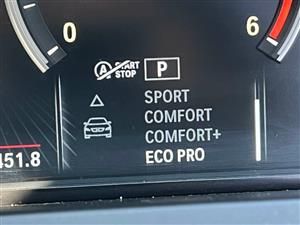 0
6
A START STOP
P
SPORT
COMFORT
COMFORT+
ECO PRO
451.8